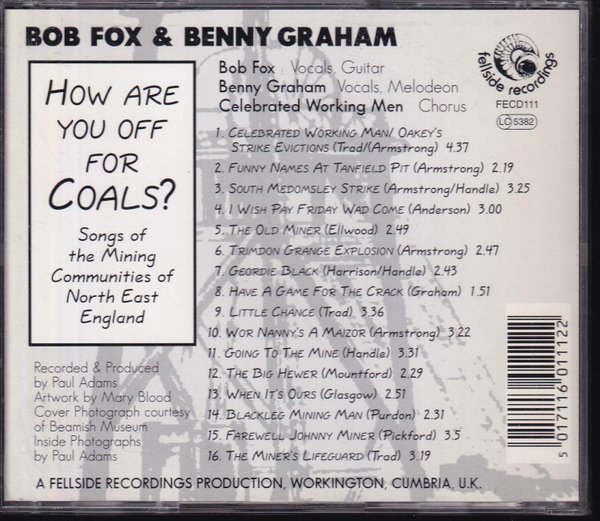 BOB FOX & BENNY GRAHAM
HOW ARE
YOU OFF
FOR
COALS?
Songs of
the Mining
Communities of
North East
England
Recorded & Produced
by Paul Adams
Artwork by Mary Blood
Cover Photograph courtesy
of Beamish Museum
Inside Photographs
by Paul Adams
Bob Fox Vocals, Guitar
Benny Graham Vocals, Melodeon
Celebrated Working Men Chorus
fellside recordings
FECD111
LC 5382
1. CELEBRATED WORKING MAN/ OAKEY'S
STRIKE EVICTIONS (Trad/(Armstrong) 4.37
2. FUNNY NAMES AT TANFIELD PIT (Armstrong) 2.19
3. SOUTH MEDOMSLEY STRIKE (Armstrong/Handle) 3.25
4. I WISH PAY FRIDAY WAD COME (Anderson) 3.00
5. THE OLD MINER (Ellwood) 2.49
6. TRIMDON GRANGE EXPLOSION (Armstrong) 2.47
7. GEORDIE BLACK (Harrison/Handle) 2.43
8. HAVE A GAME FOR THE CRACK (Graham) 1.51
9. LITTLE CHANCE (Trad) 3.36
10. WOR NANNY'S A MAIZOR (Armstrong) 3.22
11. GOING TO THE MINE (Handle) 3.31
12. THE BIG HEWER (Mountford) 2.29
13. WHEN IT'S OURS (Glasgow) 2.51
14. BLACKLEG MINING MAN (Purdon) 2.31
15. FAREWELL JOHNNY MINER (Pickford) 3.5
16. THE MINER'S LIFEGUARD (Trad) 3.19
5 017116 011122
A FELLSIDE RECORDINGS PRODUCTION, WORKINGTON, CUMBRIA, U.K.